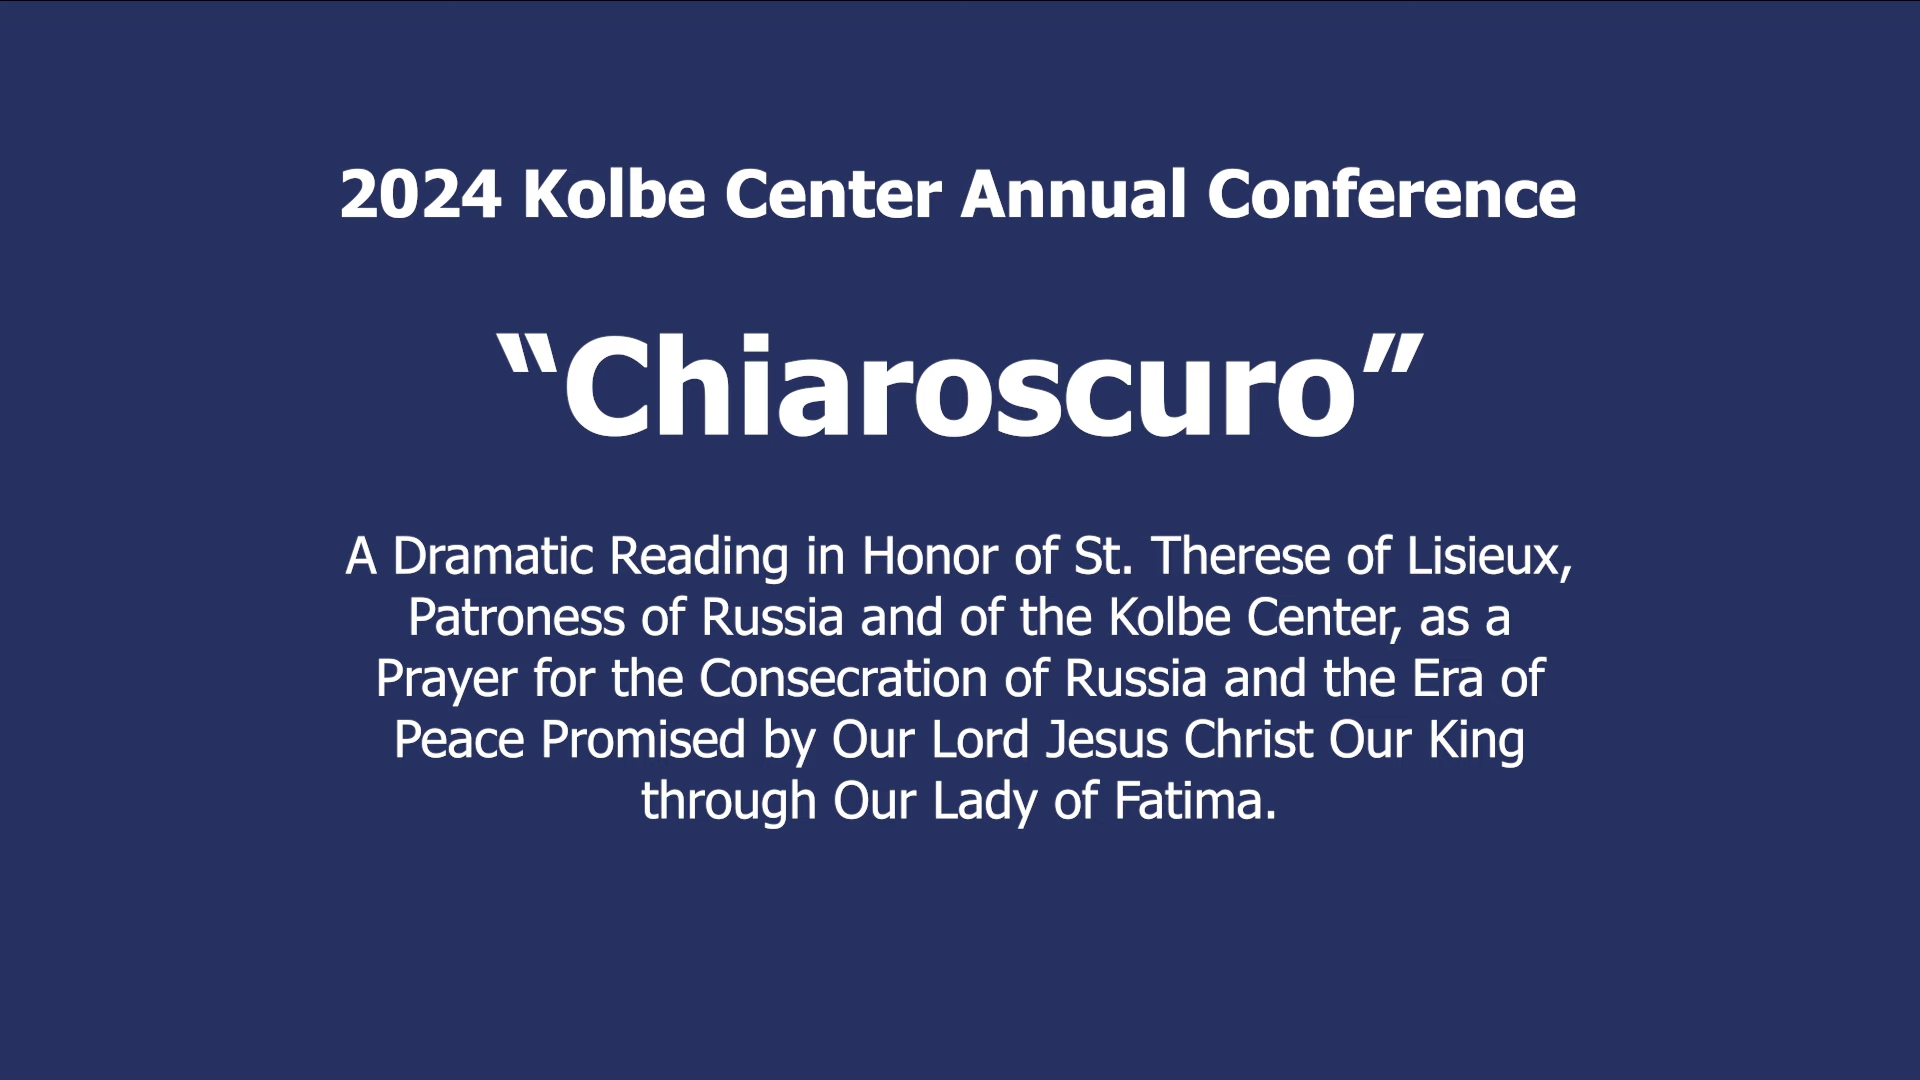 2024 Kolbe Center Annual Conference
“Chiaroscuro”
A Dramatic Reading in Honor of St. Therese of Lisieux,
Patroness of Russia and of the Kolbe Center, as a
Prayer for the Consecration of Russia and the Era of
Peace Promised by Our Lord Jesus Christ Our King
through Our Lady of Fatima.